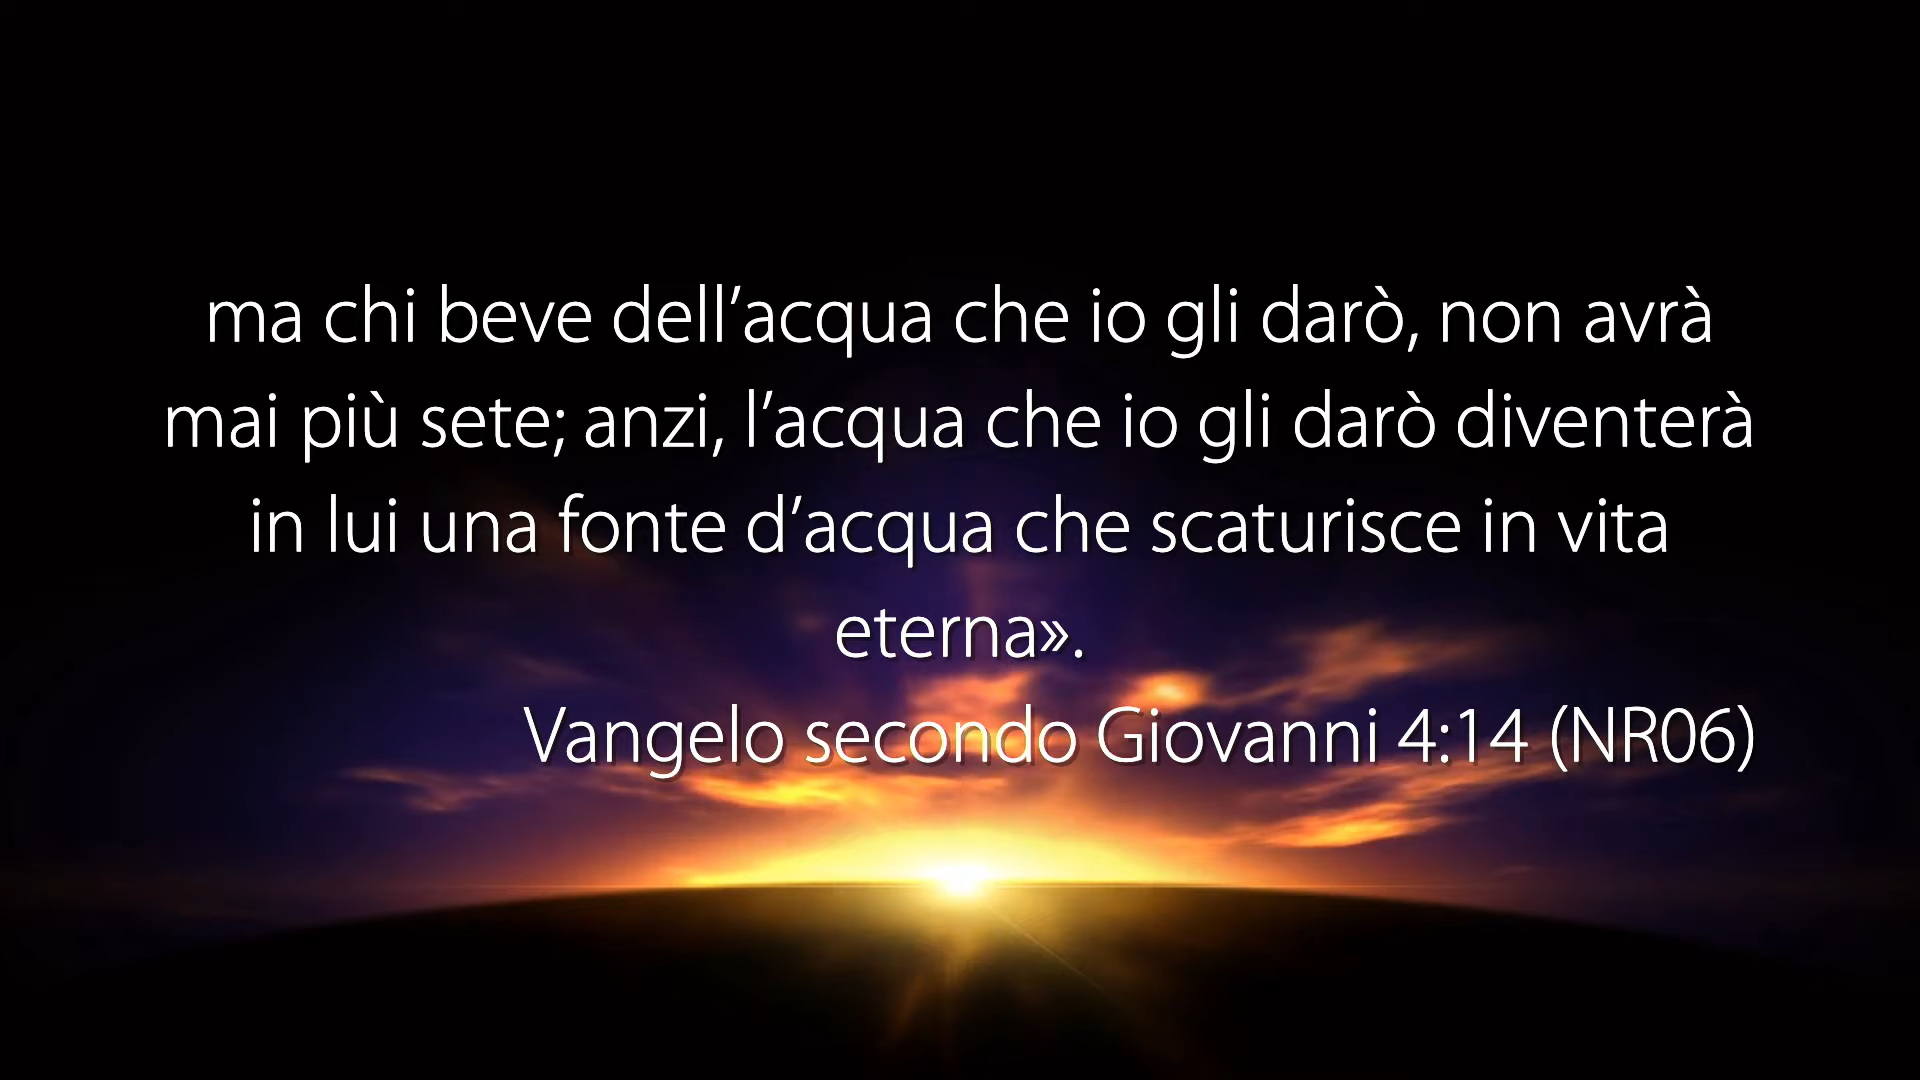 ma chi beve dell’acqua che io gli darò, non avrà
mai più sete; anzi, l’acqua che io gli darò diventerà
in lui una fonte d’acqua che scaturisce in vita
eterna».
Vangelo secondo Giovanni 4:14 (NR06)